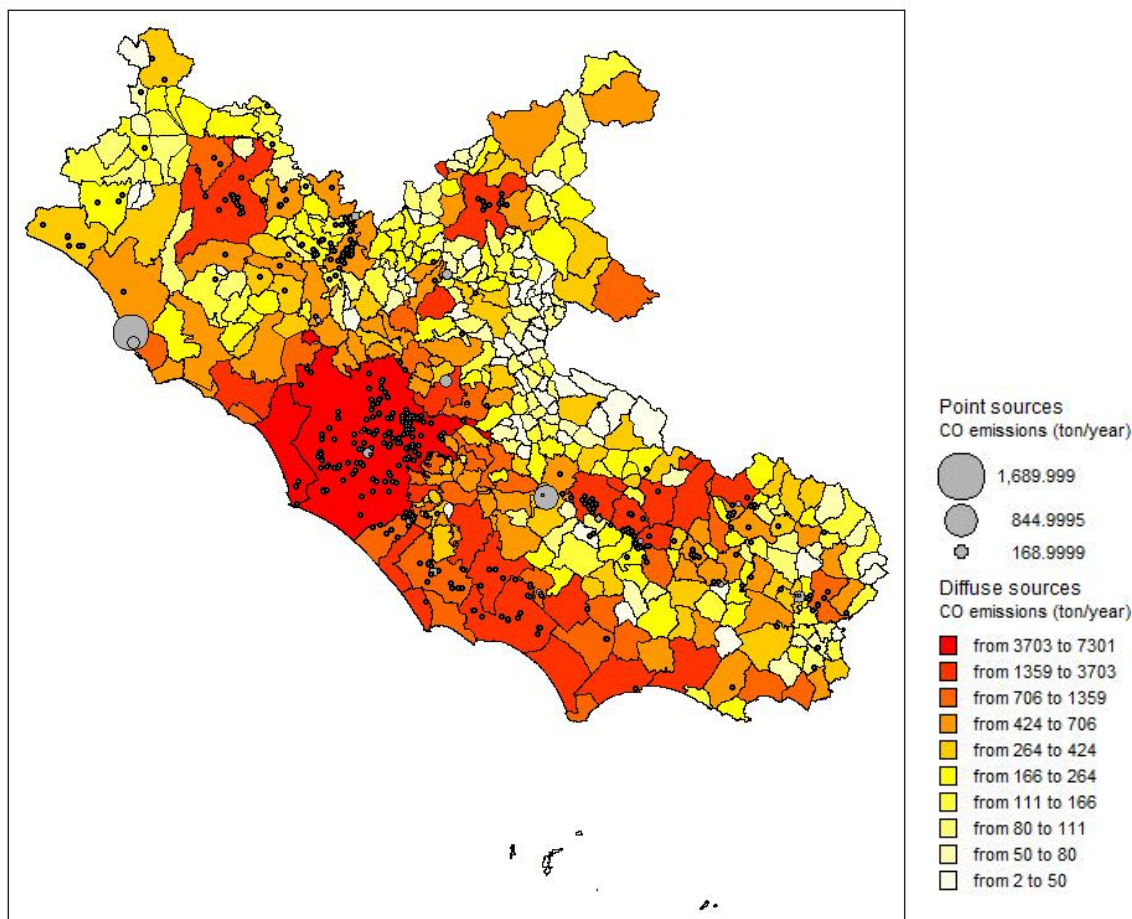 Point sources
CO emissions (ton/year)
1,689.999
844.9995
168.9999
Diffuse sources
CO emissions (ton/year)
from 3703 to 7301
from 1359 to 3703
from 706 to 1359
from 424 to 706
from 264 to 424
from 166 to 264
from 111 to 166
from 80 to 111
from 50 to 80
from 2 to 50